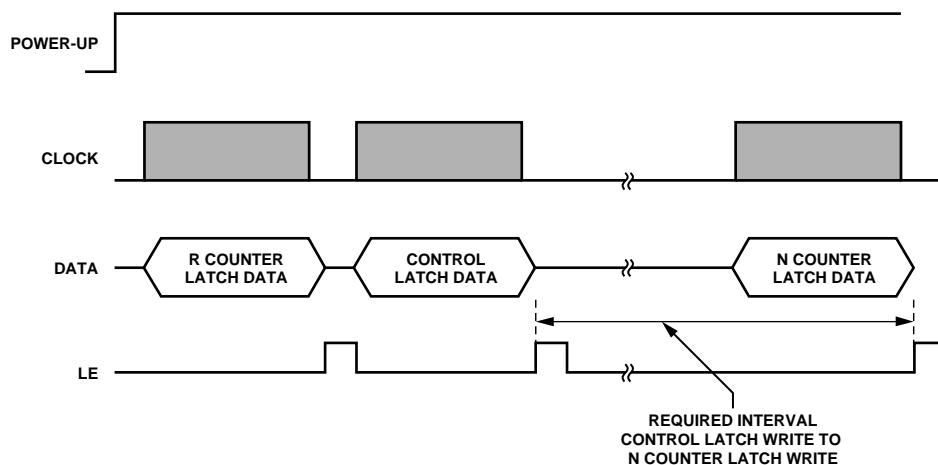 POWER-UP
CLOCK
DATA
R COUNTER
LATCH DATA
CONTROL
LATCH DATA
N COUNTER
LATCH DATA
LE
REQUIRED INTERVAL
CONTROL LATCH WRITE TO
N COUNTER LATCH WRITE